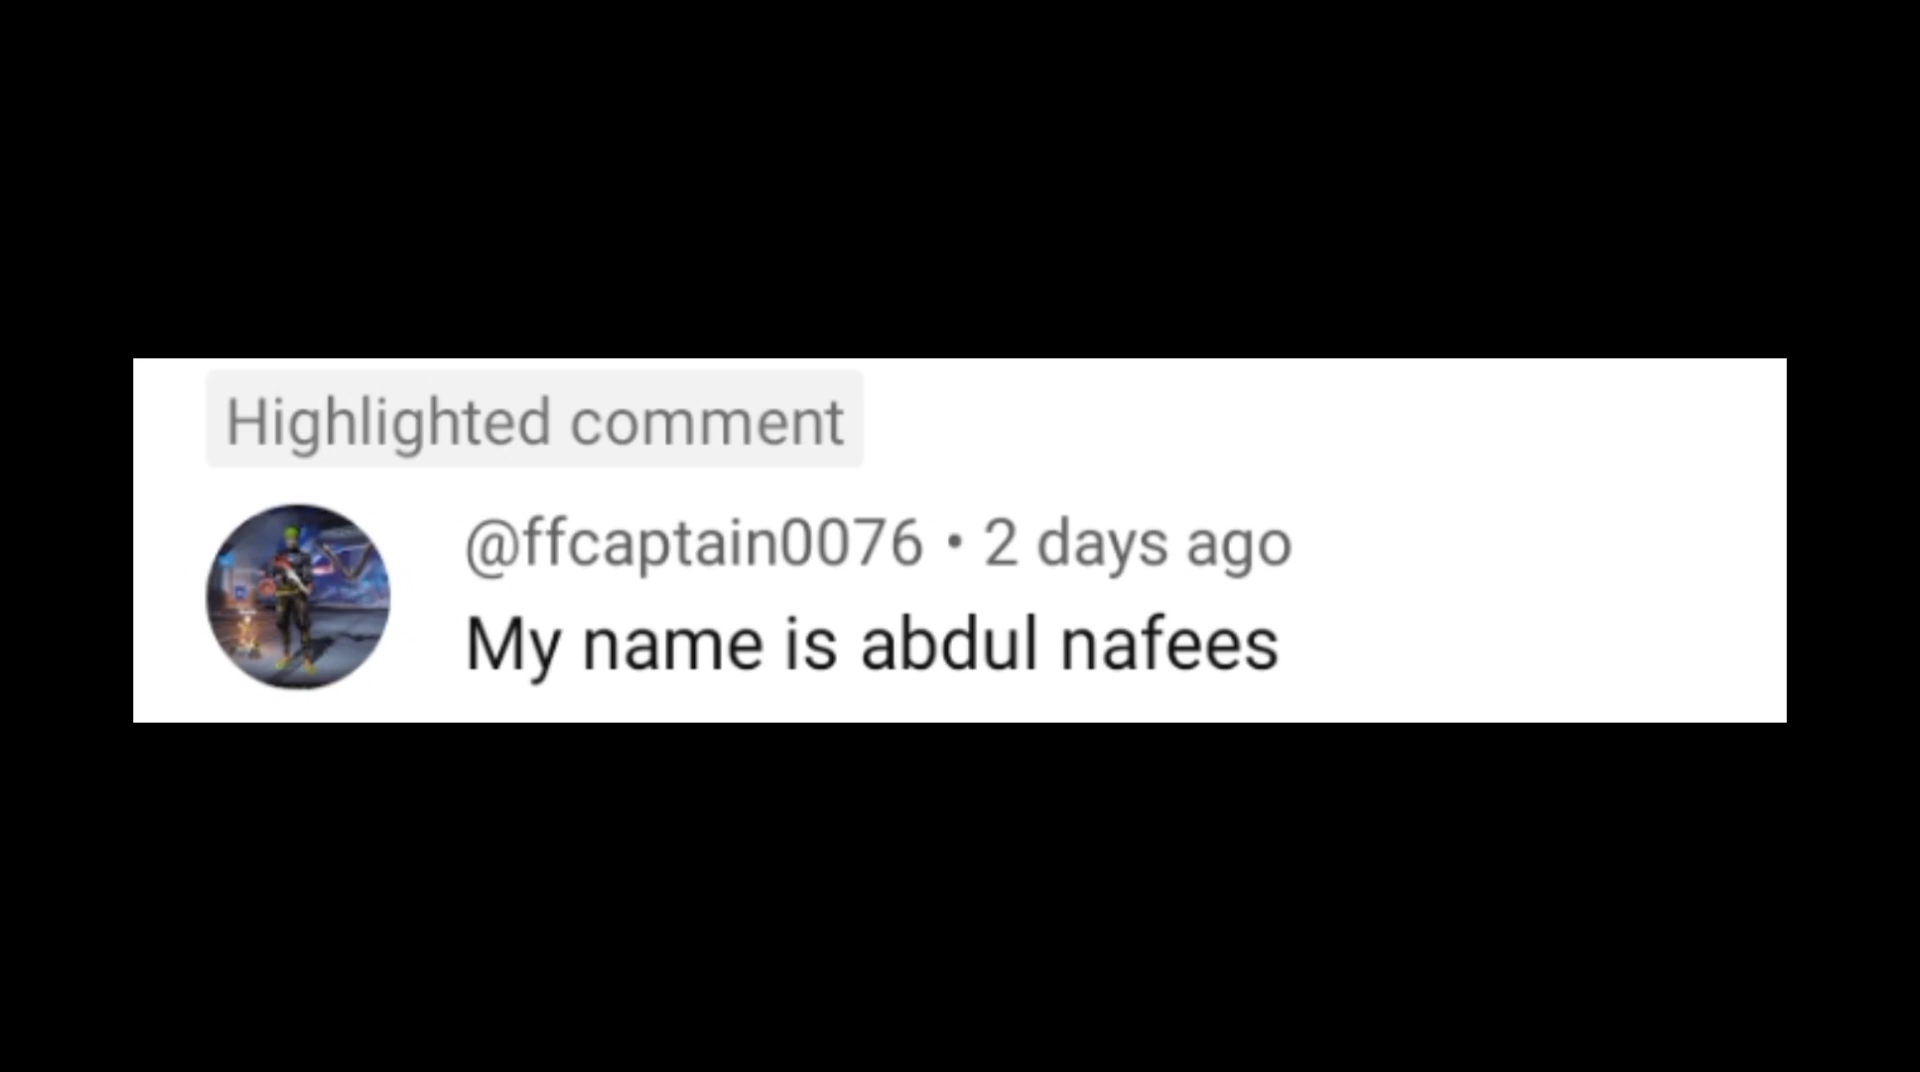 Highlighted comment
@ffcaptain0076 • 2 days ago
My name is abdul nafees